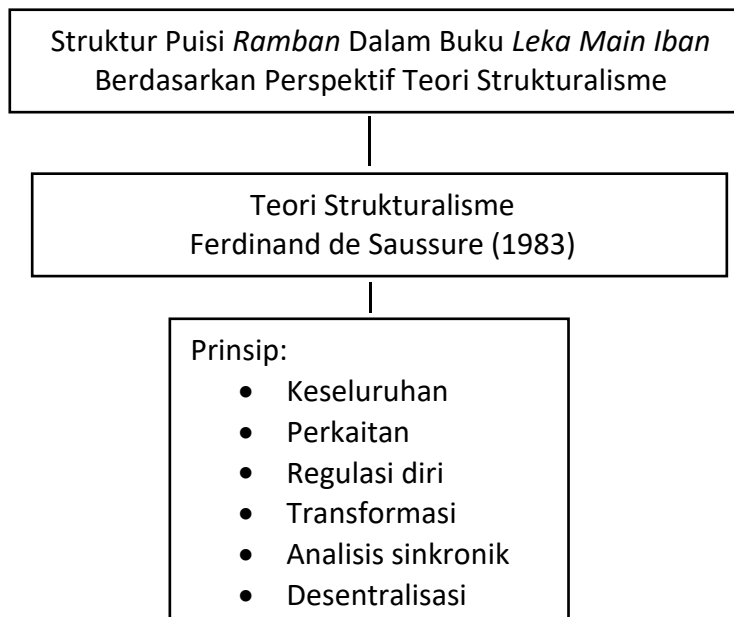 Struktur Puisi Ramban Dalam Buku Leka Main Iban
Berdasarkan Perspektif Teori Strukturalisme
Teori Strukturalisme
Ferdinand de Saussure (1983)
Prinsip:
• Keseluruhan
• Perkaitan
• Regulasi diri
• Transformasi
• Analisis sinkronik
• Desentralisasi